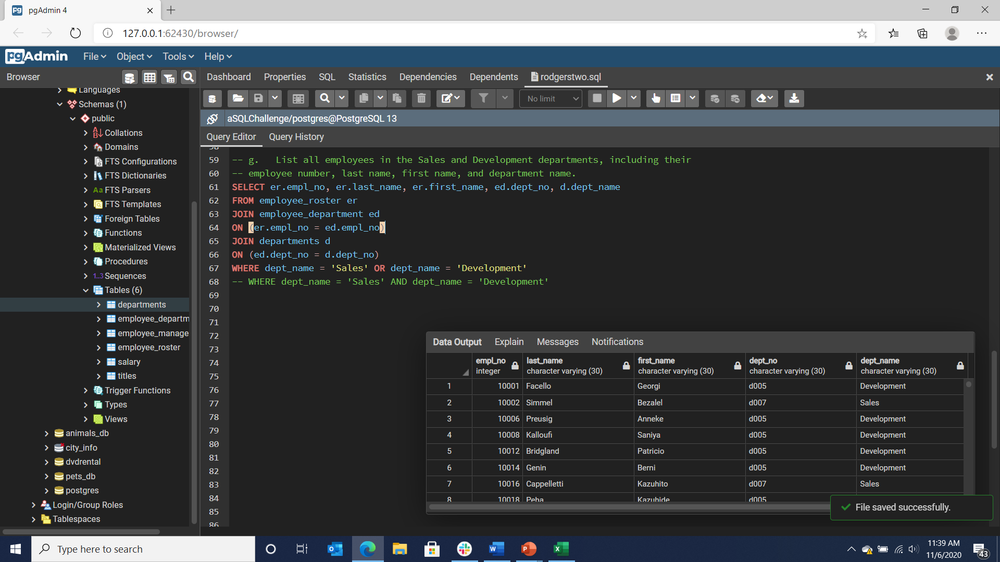 pgAdmin 4
127.0.0.1:62430/browser/
pgAdmin File Object Tools Help
Browser
Dashboard Properties SQL Statistics Dependencies Dependents rodgerstwo.sql
No limit
aSQLChallenge/postgres@PostgreSQL 13
Query Editor Query History
Languages
Schemas (1)
public
Collations
Domains
FTS Configurations
FTS Dictionaries
Aa FTS Parsers
FTS Templates
Foreign Tables
Functions
Materialized Views
Procedures
1..3 Sequences
Tables (6)
departments
employee_departm
employee_manage
employee_roster
salary
titles
Trigger Functions
Types
Views
animals_db
city_info
dvdrental
pets_db
postgres
Login/Group Roles
Tablespaces
58
59 -- g. List all employees in the Sales and Development departments, including their
60 -- employee number, last name, first name, and department name.
61 SELECT er.empl_no, er.last_name, er.first_name, ed.dept_no, d.dept_name
62 FROM employee_roster er
63 JOIN employee_department ed
64 ON (er.empl_no = ed.empl_no)
65 JOIN departments d
66 ON (ed.dept_no = d.dept_no)
67 WHERE dept_name = 'Sales' OR dept_name = 'Development'
68 -- WHERE dept_name = 'Sales' AND dept_name = 'Development'
69
70
71
72
73
74
75
76
77
78
79
80
81
82
83
84
85
86
Data Output Explain Messages Notifications
empl_no last_name first_name dept_no dept_name
integer character varying (30) character varying (30) character varying (30) character varying (30)
1 10001 Facello Georgi d005 Development
2 10002 Simmel Bezalel d007 Sales
3 10006 Preusig Anneke d005 Development
4 10008 Kalloufi Saniya d005 Development
5 10012 Bridgland Patricio d005 Development
6 10014 Genin Berni d005 Development
7 10016 Cappelletti Kazuhito d007 Sales
8 10018 Peha Kazuhide d005
File saved successfully.
Type here to search
11:39 AM
11/6/2020
43